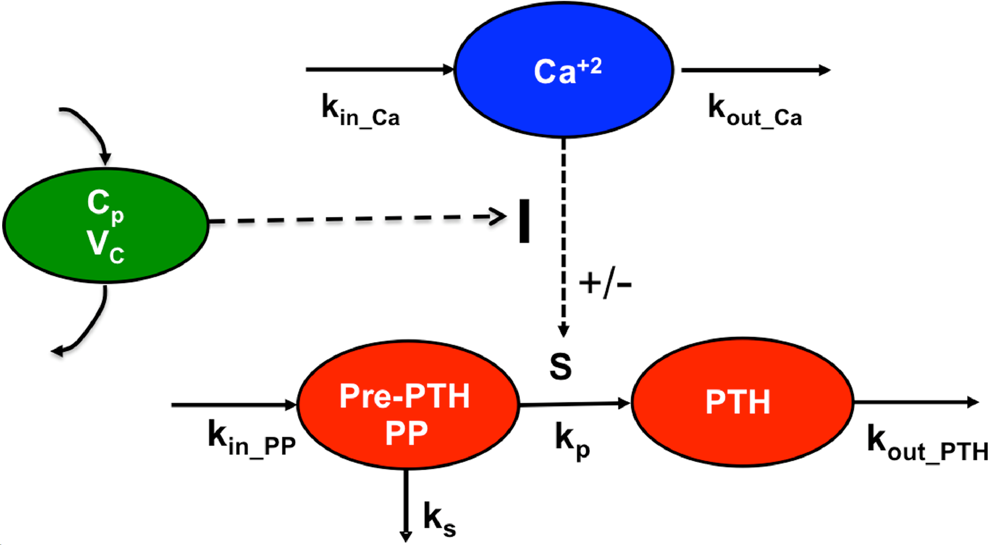 Ca+2
kin_Ca
kout_Ca
Cp
VC
I
+/-
S
Pre-PTH
PP
PTH
kin_PP
kp
kout_PTH
ks